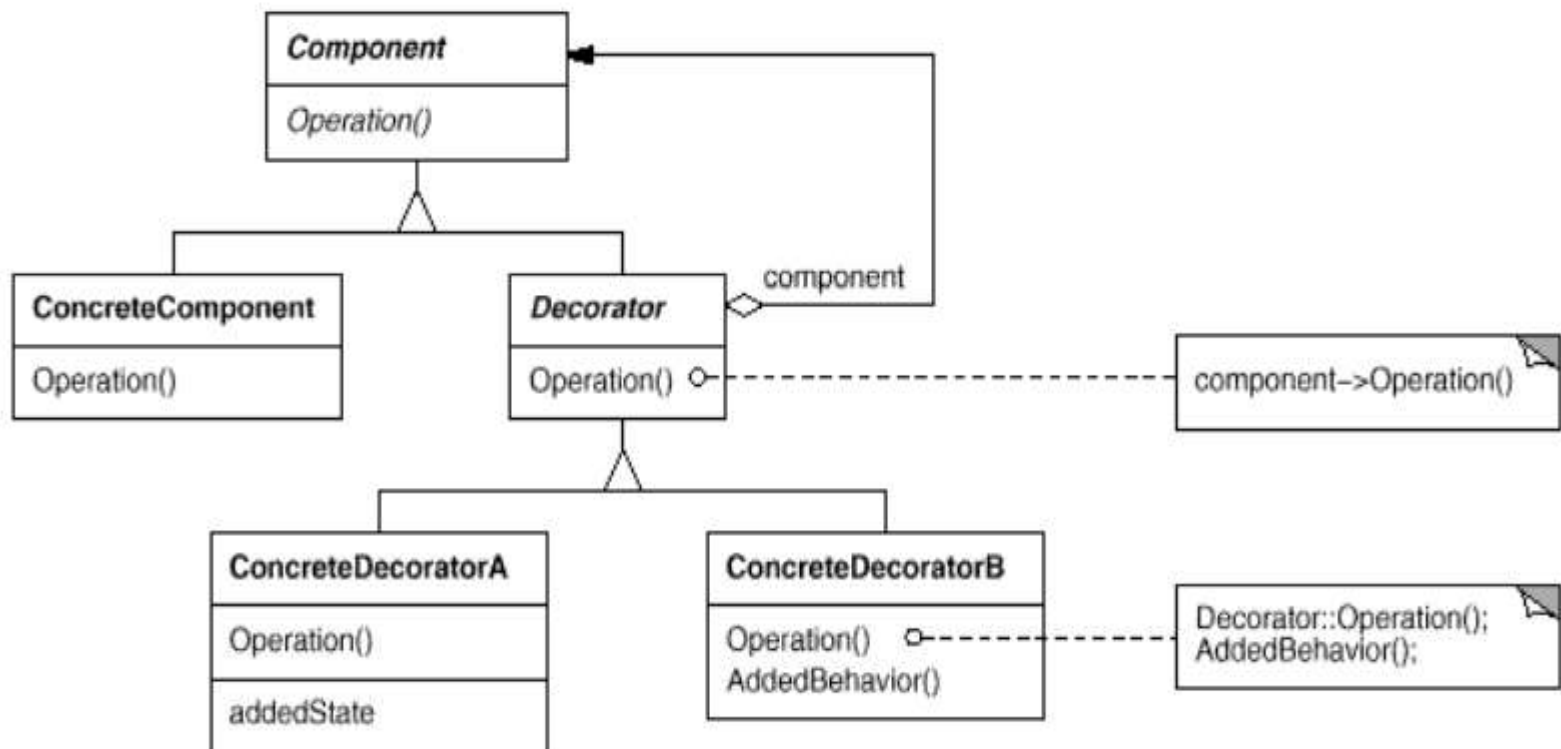 Component
Operation()
component
ConcreteComponent
Operation()
Decorator
Operation()
component–>Operation()
ConcreteDecoratorA
Operation()
addedState
ConcreteDecoratorB
Operation()
AddedBehavior()
Decorator::Operation();
AddedBehavior();